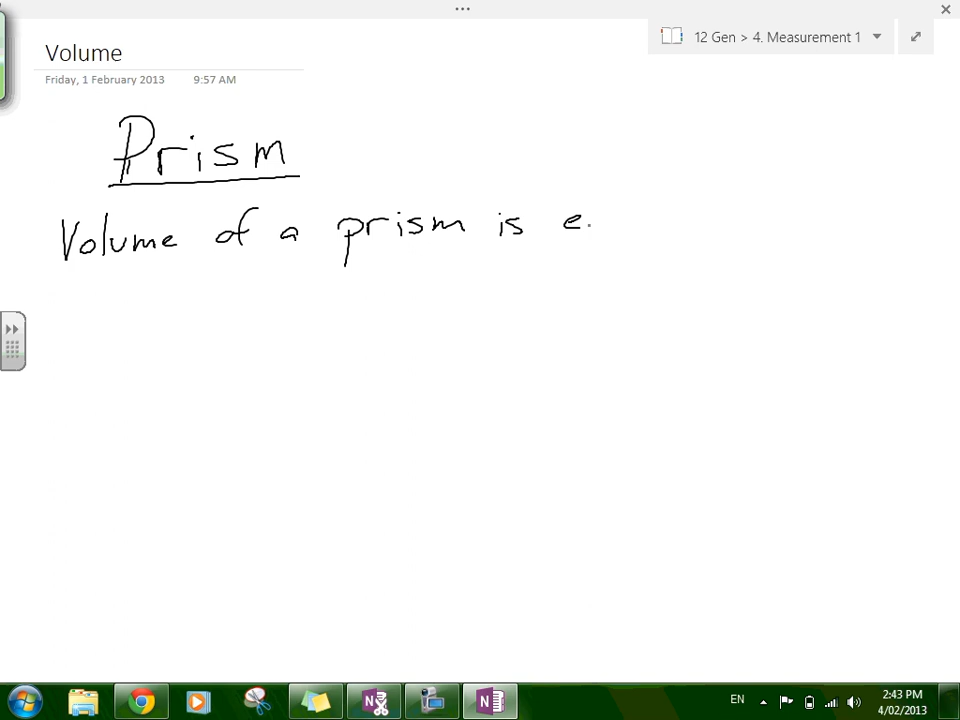 12 Gen > 4. Measurement 1
Volume
Friday, 1 February 2013 9:57 AM
Prism
Volume of a prism is e.
EN
2:43 PM
4/02/2013